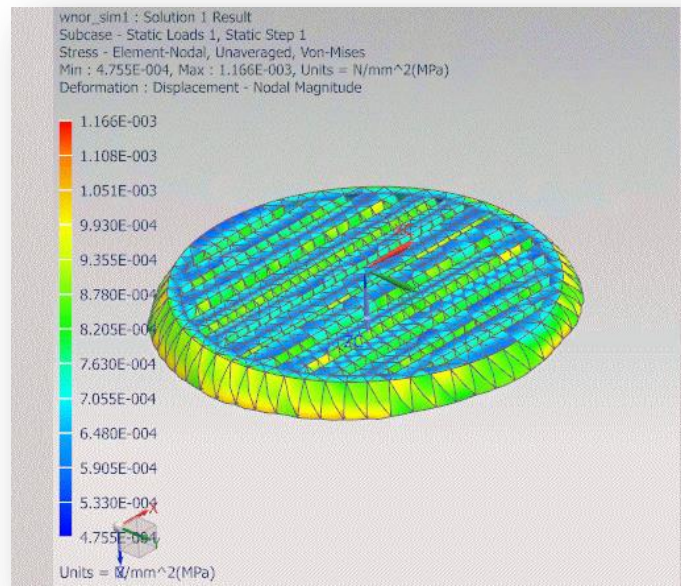 wnor_sim1 : Solution 1 Result
Subcase - Static Loads 1, Static Step 1
Stress - Element-Nodal, Unaveraged, Von-Mises
Min : 4.755E-004, Max : 1.166E-003, Units = N/mm^2(MPa)
Deformation : Displacement - Nodal Magnitude
1.166E-003
1.108E-003
1.051E-003
9.930E-004
9.355E-004
8.780E-004
8.205E-004
7.630E-004
7.055E-004
6.480E-004
5.905E-004
5.330E-004
4.755E-004
XC
X
Y
Units = N/mm^2(MPa)